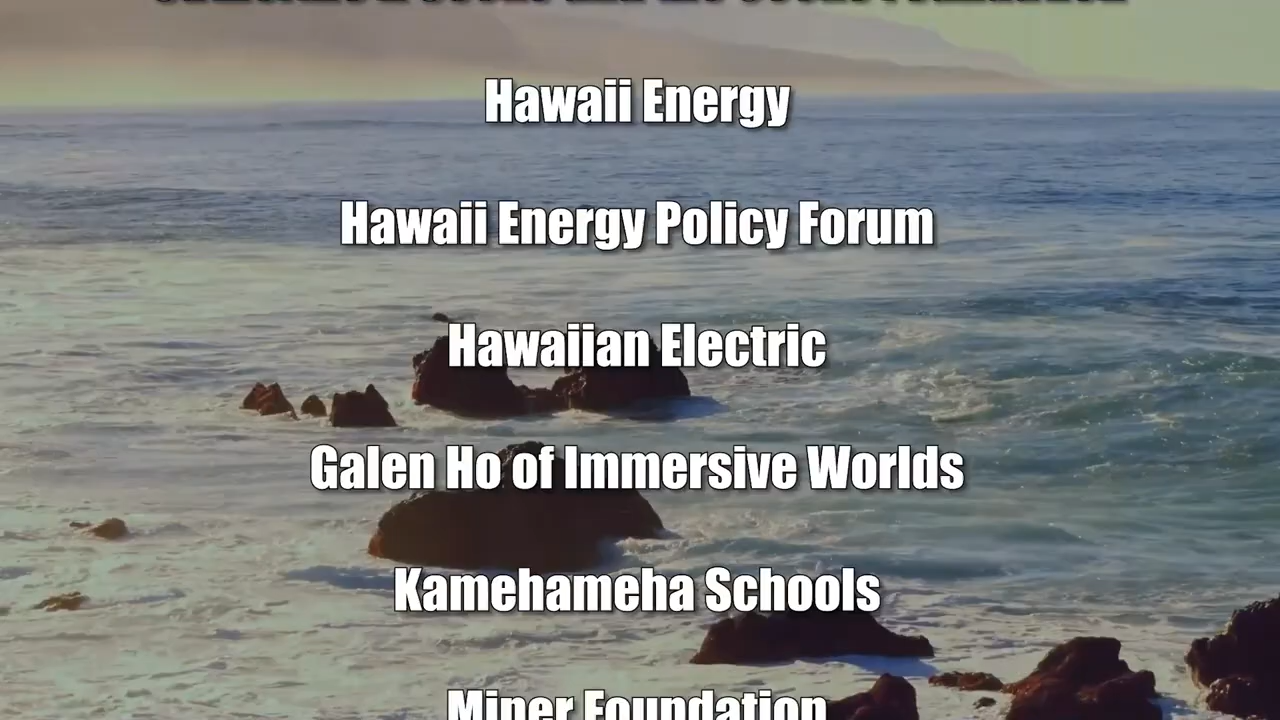 Hawaii Energy
Hawaii Energy Policy Forum
Hawaiian Electric
Galen Ho of Immersive Worlds
Kamehameha Schools
Miner Foundation